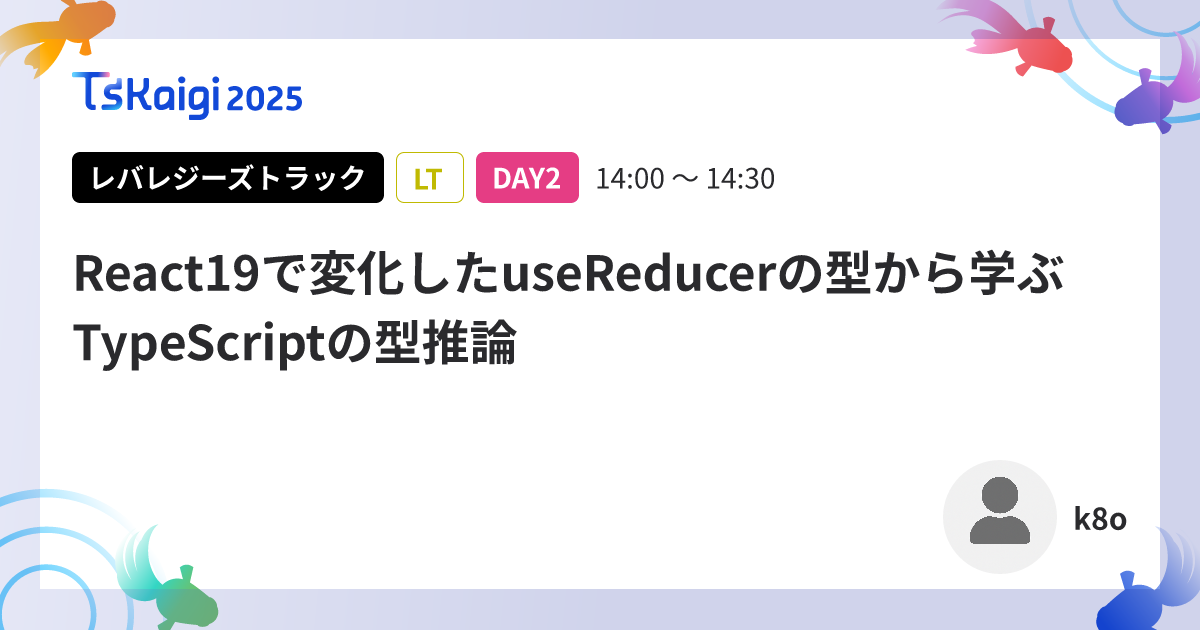 TsKaigi 2025
レバレジーズトラック LT DAY2 14:00 〜 14:30
React19で変化したuseReducerの型から学ぶ
TypeScriptの型推論
k8o